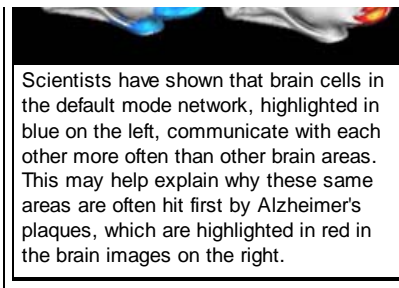 Scientists have shown that brain cells in
the default mode network, highlighted in
blue on the left, communicate with each
other more often than other brain areas.
This may help explain why these same
areas are often hit first by Alzheimer's
plaques, which are highlighted in red in
the brain images on the right.